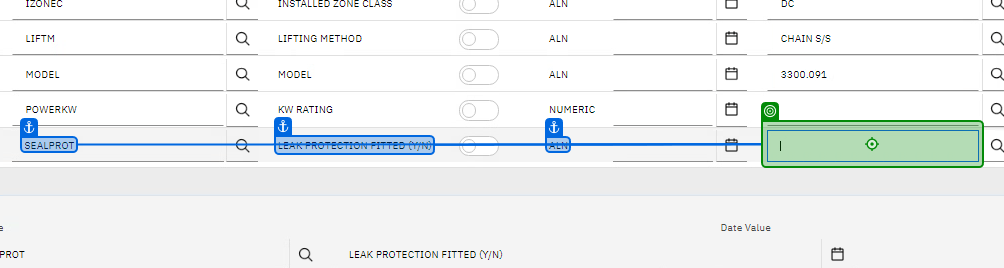 IZONEC INSTALLED ZONE CLASS ALN DC
LIFTM LIFTING METHOD ALN CHAIN S/S
MODEL MODEL ALN 3300.091
POWERKW KW RATING NUMERIC
SEALPROT LEAK PROTECTION FITTED (Y/N) ALN
e Date Value
PROT LEAK PROTECTION FITTED (Y/N)